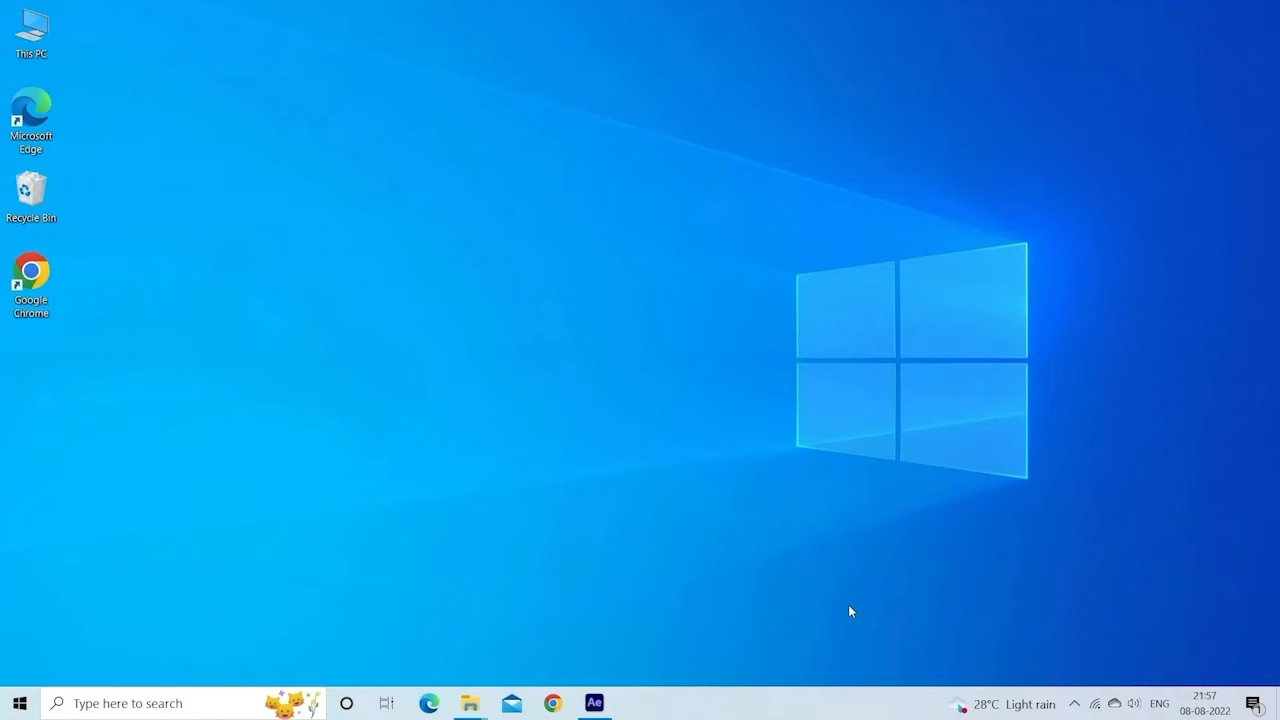 This PC
Microsoft
Edge
Recycle Bin
Google
Chrome
Type here to search
Ae
28°C Light rain
ENG
21:57
08-08-2022
1